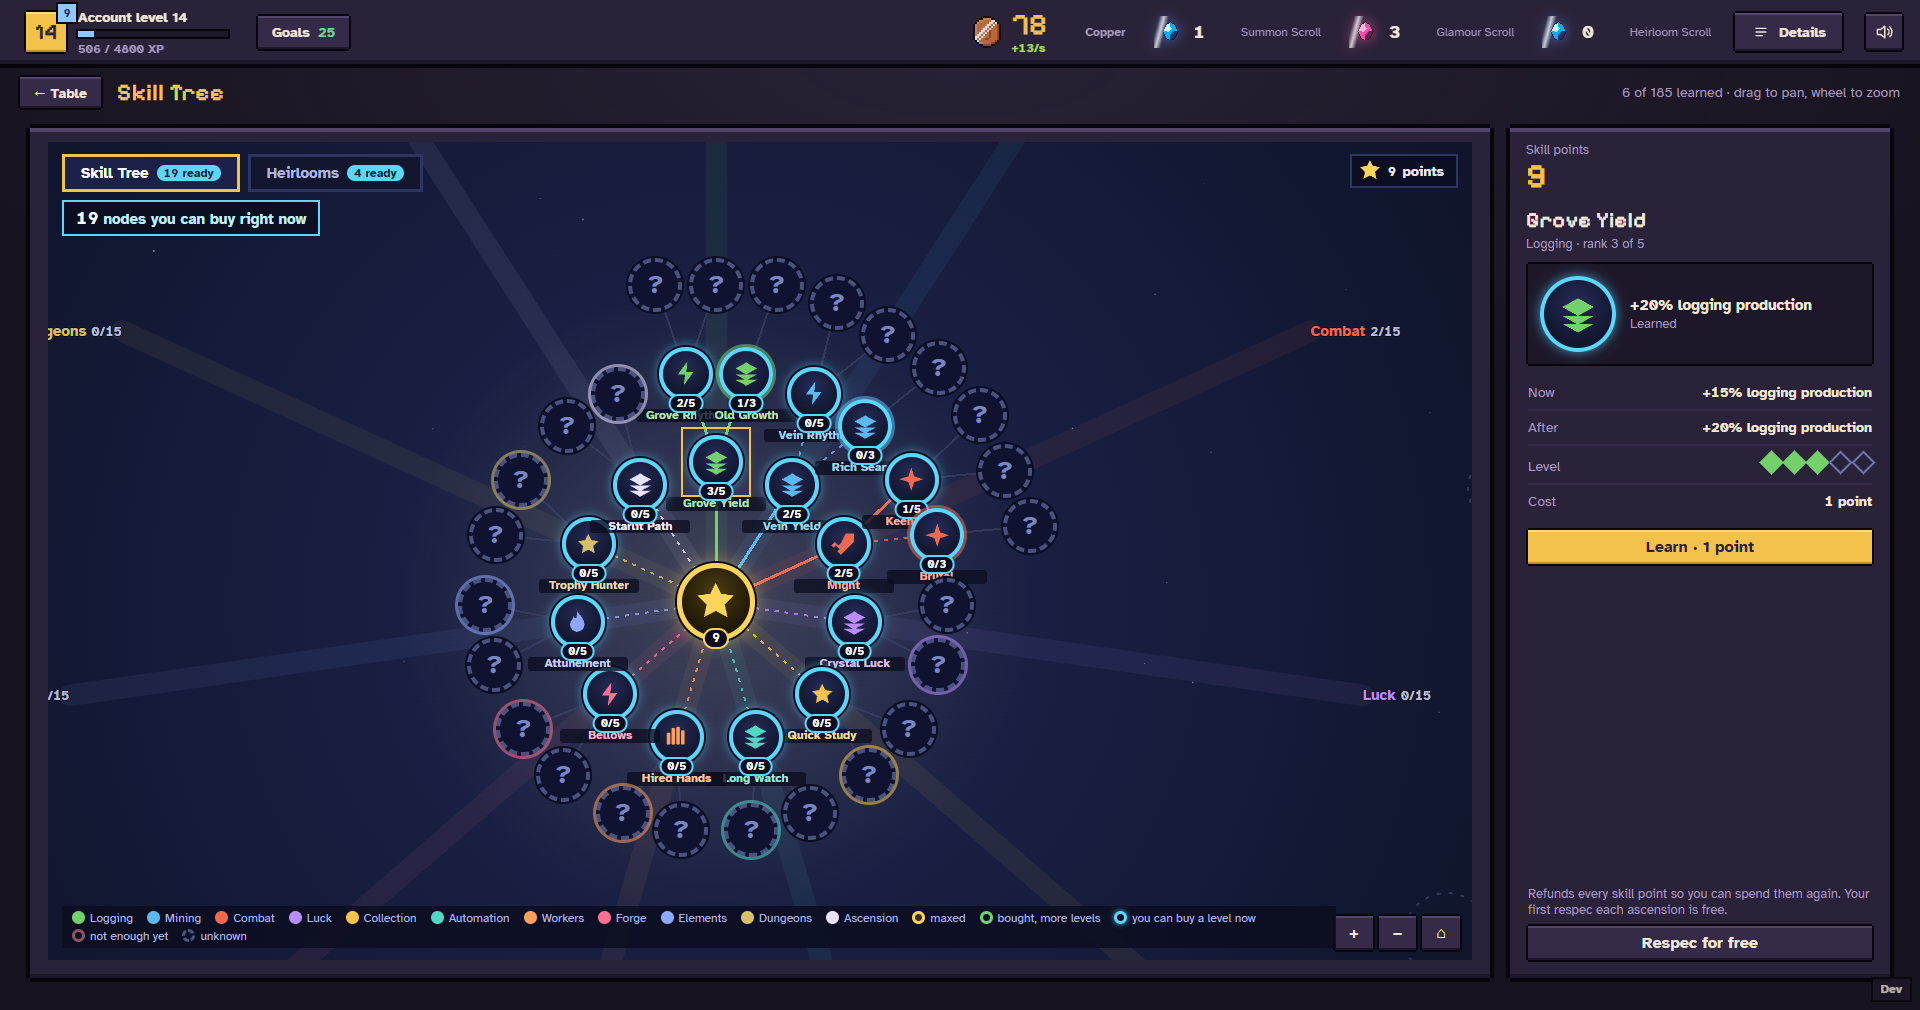 14
9
Account level 14
506 / 4800 XP
Goals 25
78
+13/s
Copper
1
Summon Scroll
3
Glamour Scroll
0
Heirloom Scroll
Details
← Table
Skill Tree
6 of 185 learned · drag to pan, wheel to zoom
Skill Tree 19 ready
Heirlooms 4 ready
9 points
19 nodes you can buy right now
? ? ? ?
?
?
geons 0/15
Combat 2/15
?
2/5
1/3
Grove Rhyth
Old Growth
0/5
Vein Rhyth
?
?
0/3
Rich Sear
3/5
Grove Yield
?
?
0/5
Starlit Path
2/5
Vein Yield
1/5
Keen
?
?
0/5
Trophy Hunter
2/5
Might
0/3
Brutal
?
?
?
9
0/5
Attunement
0/5
Crystal Luck
?
?
/15
Luck 0/15
0/5
Bellows
0/5
Quick Study
?
?
0/5
Hired Hands
0/5
ong Watch
?
?
? ? ? ?
Logging
Mining
Combat
Luck
Collection
Automation
Workers
Forge
Elements
Dungeons
Ascension
maxed
bought, more levels
you can buy a level now
not enough yet
unknown
+
−
Skill points
9
Grove Yield
Logging · rank 3 of 5
+20% logging production
Learned
Now +15% logging production
After +20% logging production
Level
Cost 1 point
Learn · 1 point
Refunds every skill point so you can spend them again. Your
first respec each ascension is free.
Respec for free
Dev